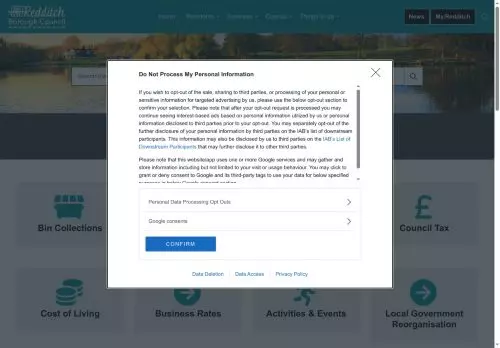 Redditch
Borough Council
Home
Residents
Business
Council
Things to do
News
My Redditch
Do Not Process My Personal Information
If you wish to opt-out of the sale, sharing to third parties, or processing of your personal or
sensitive information for targeted advertising by us, please use the below opt-out section to
confirm your selection. Please note that after your opt-out request is processed you may
continue seeing interest-based ads based on personal information utilized by us or personal
information disclosed to third parties prior to your opt-out. You may separately opt-out of the
further disclosure of your personal information by third parties on the IAB's list of downstream
participants. This information may also be disclosed by us to third parties on the IAB's List of
Downstream Participants that may further disclose it to other third parties.
Please note that this website/app uses one or more Google services and may gather and
store information including but not limited to your visit or usage behaviour. You may click to
grant or deny consent to Google and its third-party tags to use your data for below specified
purposes in below Google consent section.
Personal Data Processing Opt Outs
Google consents
CONFIRM
Data Deletion
Data Access
Privacy Policy
Bin Collections
Council Tax
Cost of Living
Business Rates
Activities & Events
Local Government
Reorganisation